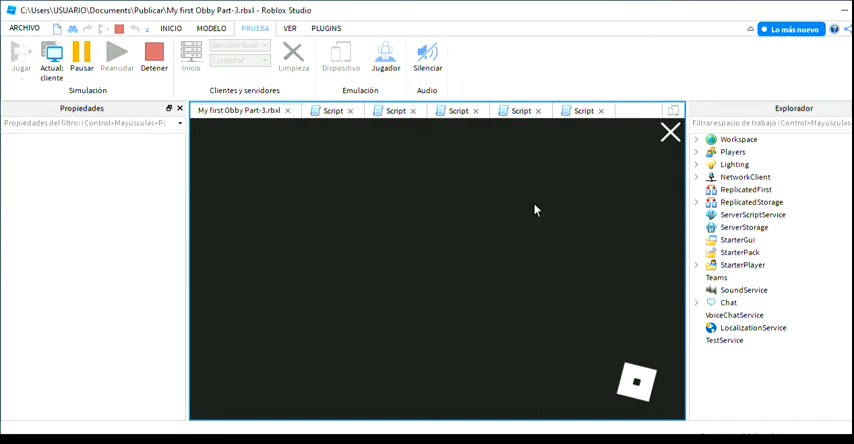 C:\Users\USUARIO\Documents\Publicar\My first Obby Part-3.rbxl - Roblox Studio
ARCHIVO INICIO MODELO PRUEBA VER PLUGINS Lo más nuevo
Servidor local
1 jugador
Jugar Actual: cliente Pausar Reanudar Detener Inicio Limpieza Dispositivo Jugador Silenciar
Simulación Clientes y servidores Emulación Audio
Propiedades My first Obby Part-3.rbxl Script Script Script Script Script Explorador
Propiedades del filtro: (Control+Mayúsculas+P) Filtrar espacio de trabajo (Control+Mayúsculas+
Workspace
Players
Lighting
NetworkClient
ReplicatedFirst
ReplicatedStorage
ServerScriptService
ServerStorage
StarterGui
StarterPack
StarterPlayer
Teams
SoundService
Chat
VoiceChatService
LocalizationService
TestService